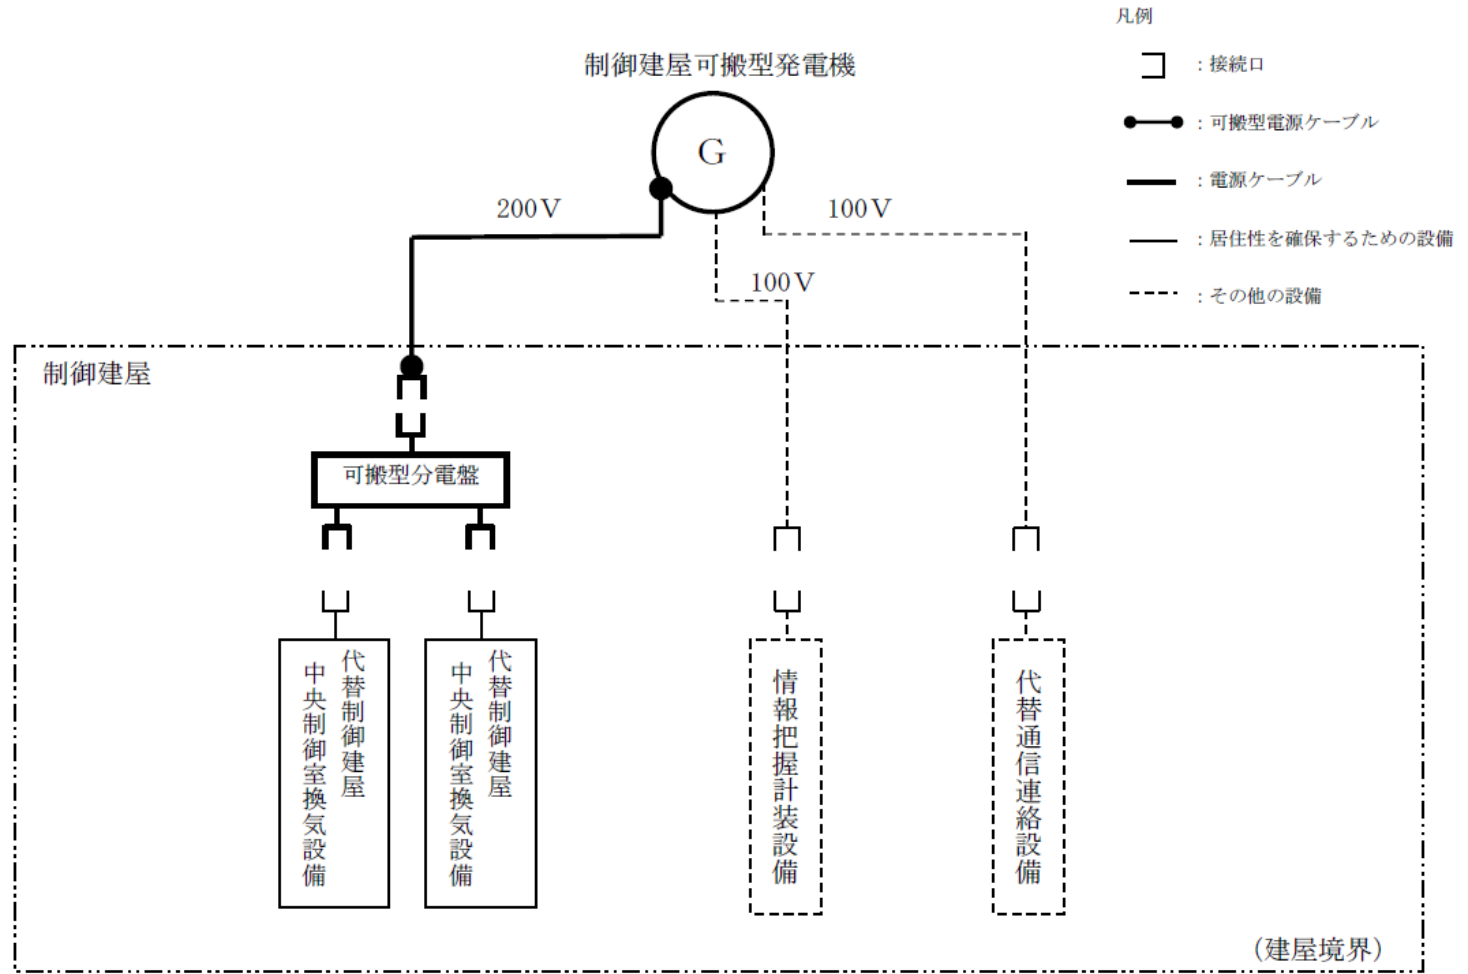 凡例
：接続口
：可搬型電源ケーブル
：電源ケーブル
：居住性を確保するための設備
：その他の設備
制御建屋可搬型発電機
G
200V
100V
100V
制御建屋
可搬型分電盤
代替制御建屋
中央制御室換気設備
代替制御建屋
中央制御室換気設備
情報把握計装設備
代替通信連絡設備
（建屋境界）